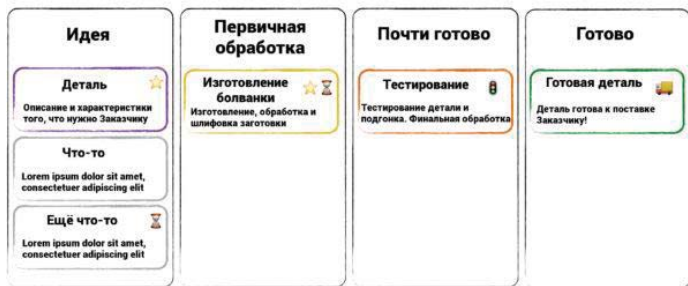 Идея
Деталь
Описание и характеристики
того, что нужно Заказчику
Что-то
Lorem ipsum dolor sit amet,
consectetuer adipiscing elit
Ещё что-то
Lorem ipsum dolor sit amet,
consectetuer adipiscing elit
Первичная
обработка
Изготовление
болванки
Изготовление, обработка и
шлифовка заготовки
Почти готово
Тестирование
Тестирование детали и
подгонка. Финальная обработка
Готово
Готовая деталь
Деталь готова к поставке
Заказчику!